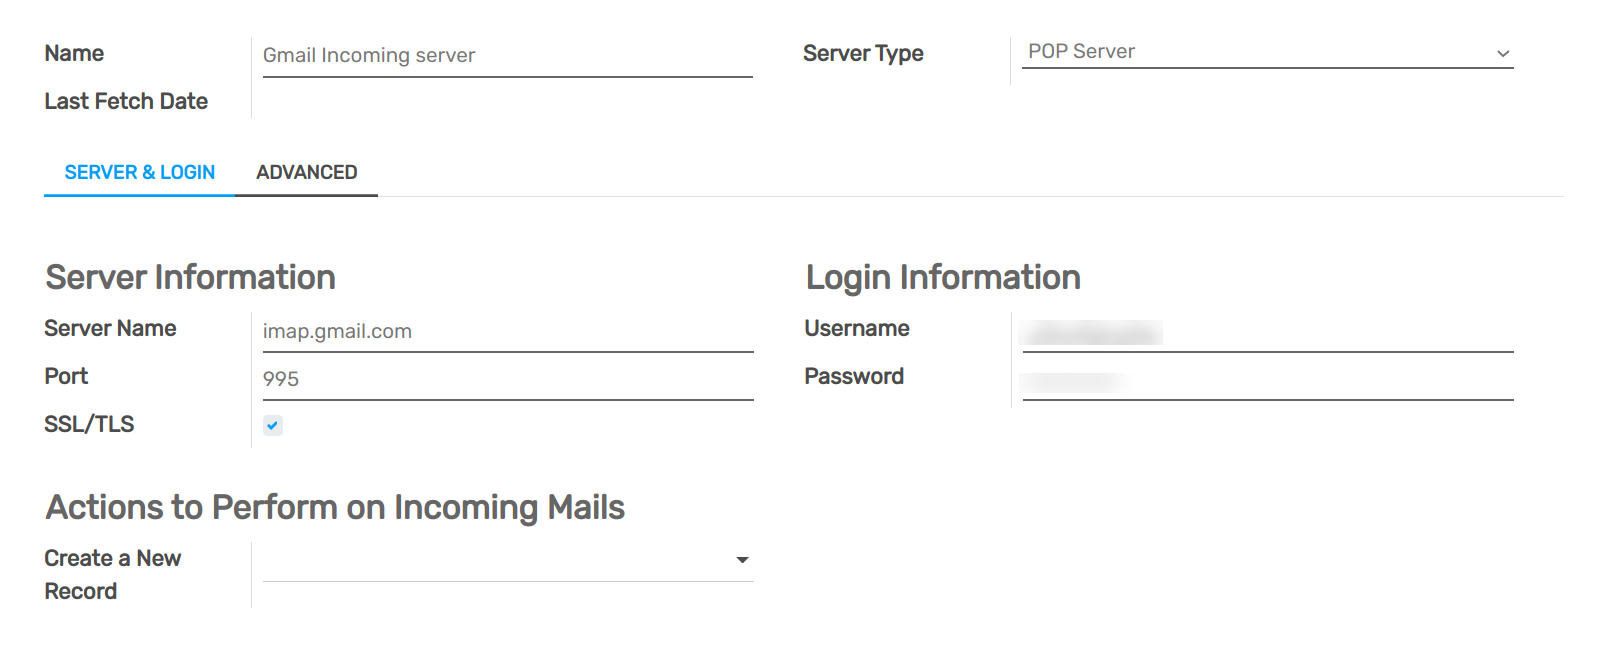 Name
Gmail Incoming server
Server Type
POP Server
Last Fetch Date
SERVER & LOGIN
ADVANCED
Server Information
Login Information
Server Name
imap.gmail.com
Username
Port
995
Password
SSL/TLS
Actions to Perform on Incoming Mails
Create a New
Record